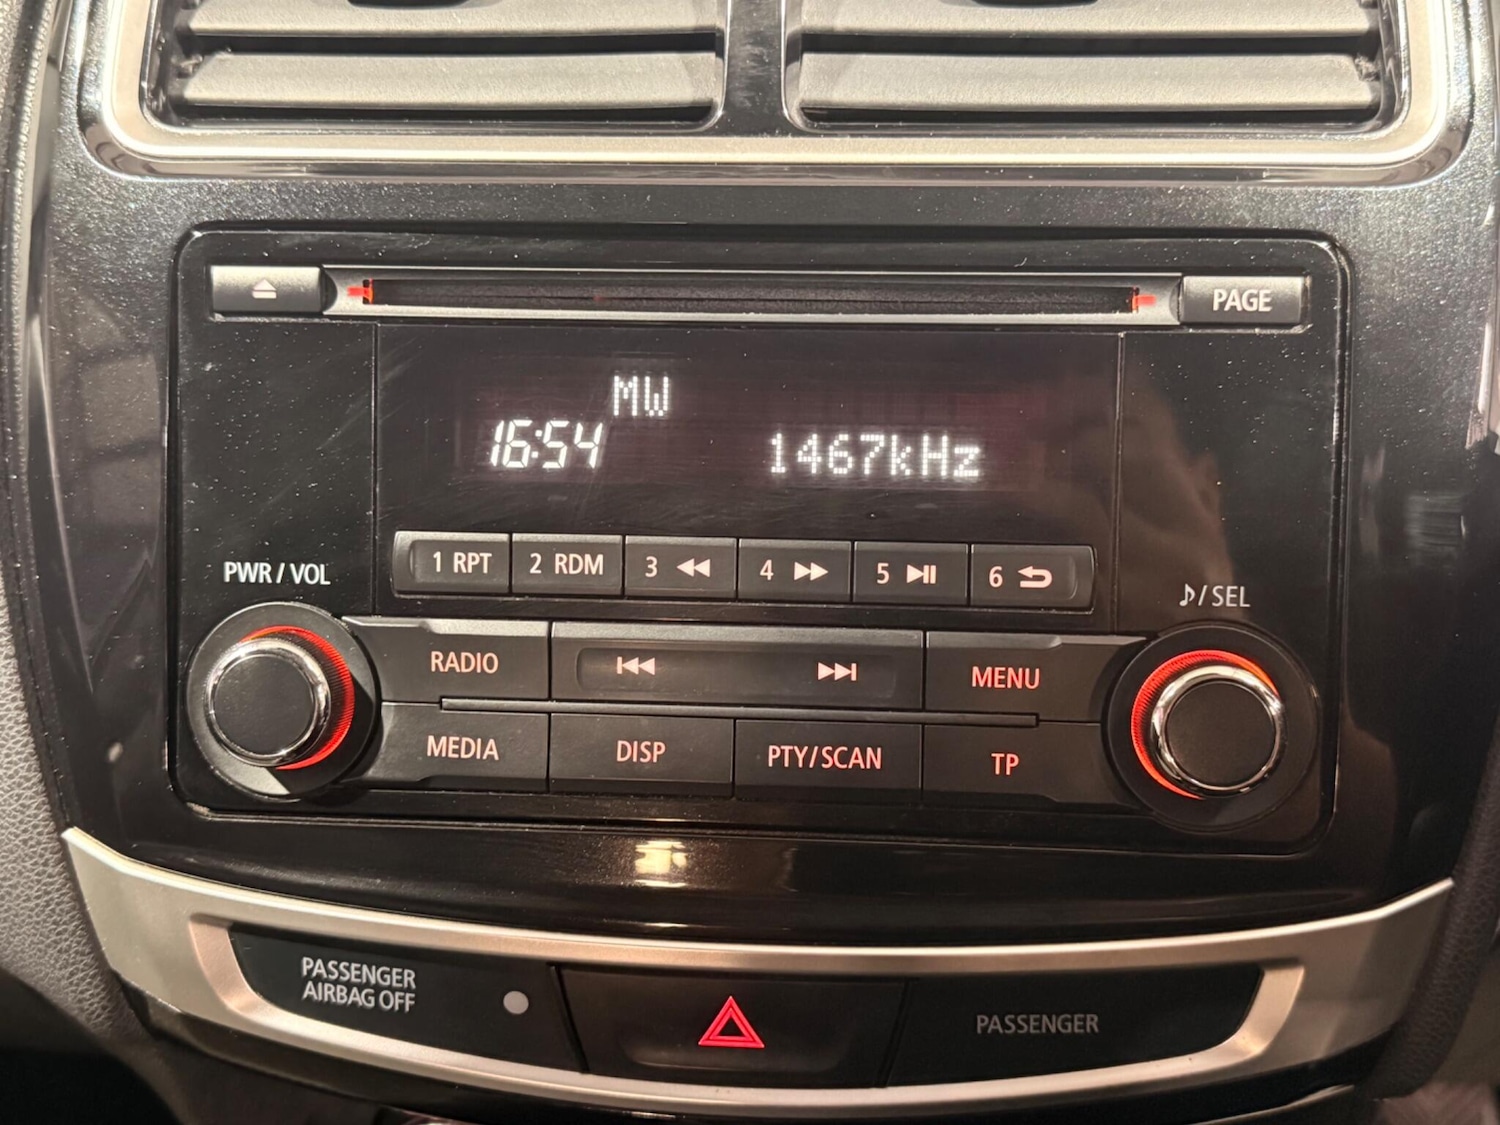 PAGE
MW
16:54 1467kHz
1 RPT 2 RDM 3 4 5 6
PWR / VOL
♪/ SEL
RADIO MENU
MEDIA DISP PTY/SCAN TP
PASSENGER
AIRBAG OFF
PASSENGER